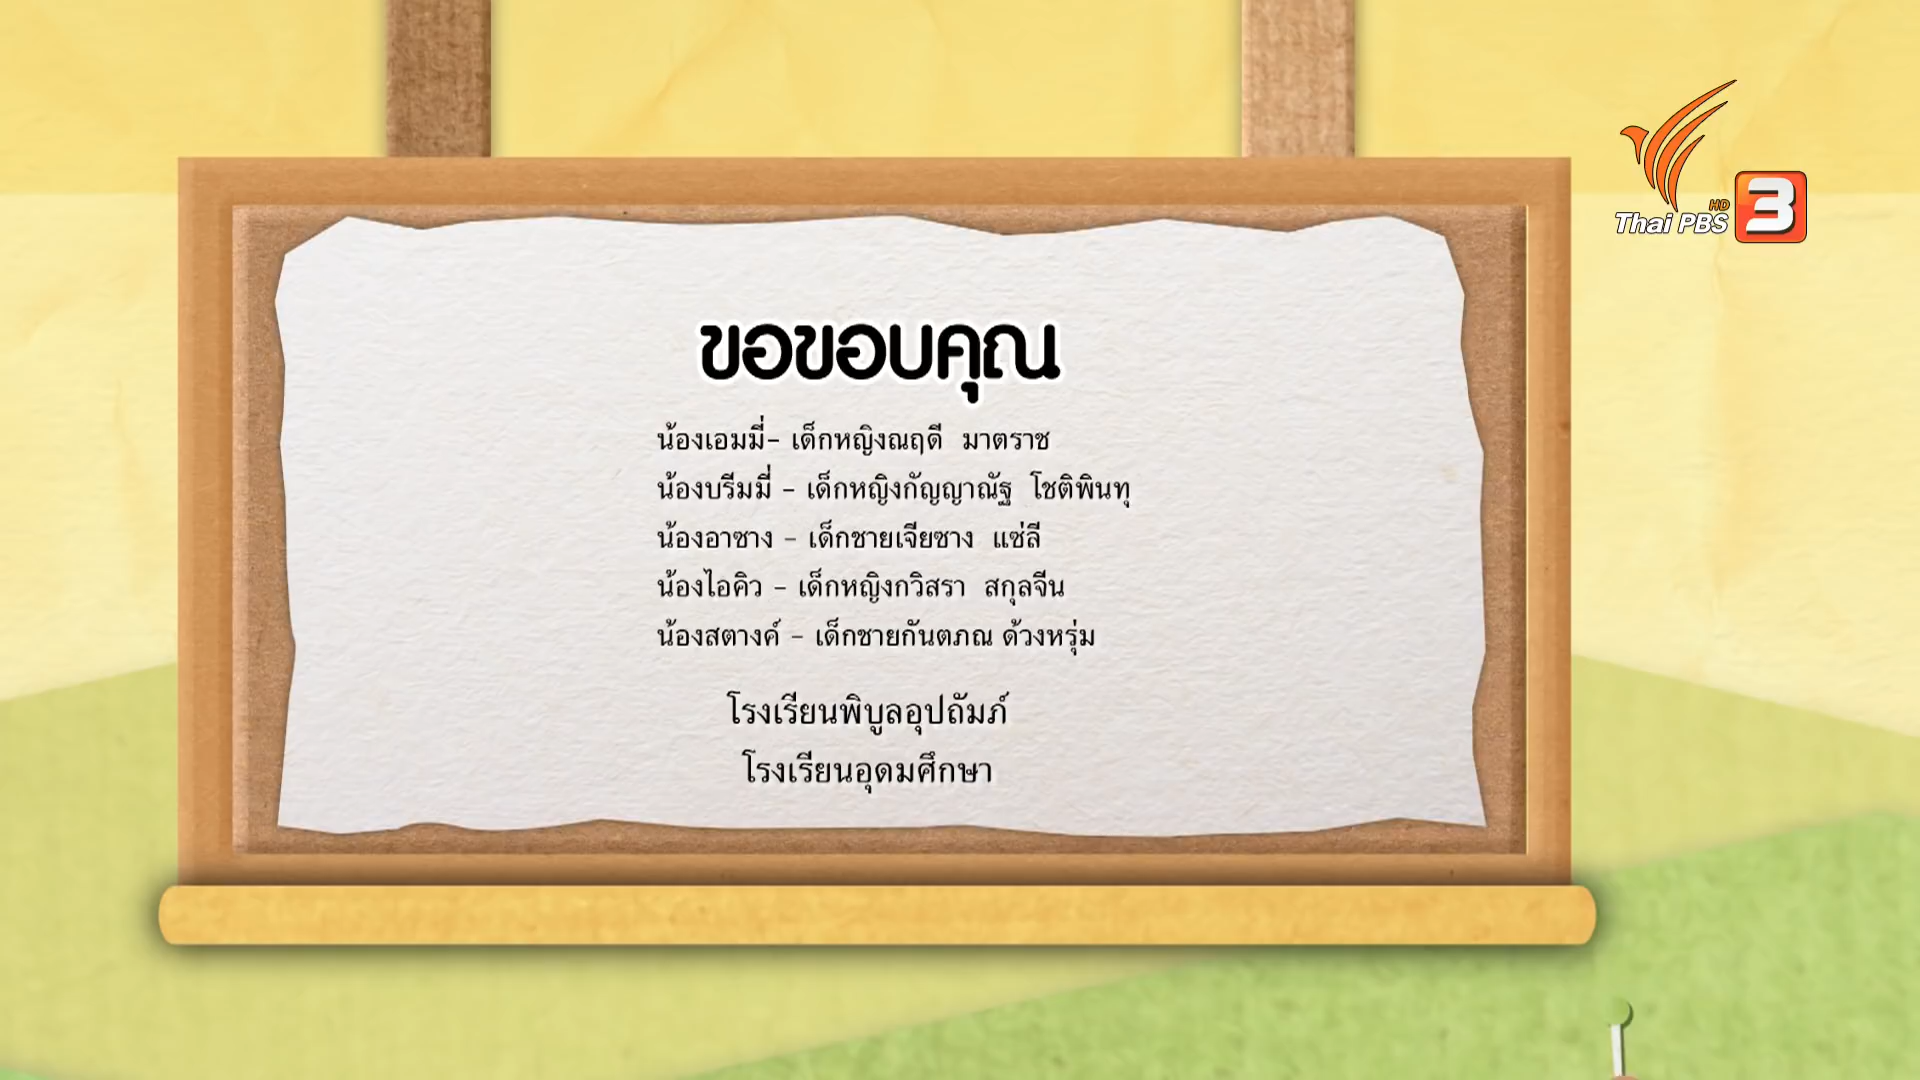 HD
Thai PBS 3
ขอขอบคุณ
น้องเอมมี่- เด็กหญิงณฤดี มาตราช
น้องบรีมมี่ - เด็กหญิงกัญญาณัฐ โชติพินทุ
น้องอาซาง - เด็กชายเจียซาง แซ่ลี
น้องไอคิว - เด็กหญิงกวิสรา สกุลจีน
น้องสตางค์ - เด็กชายกันตภณ ด้วงหรุ่ม
โรงเรียนพิบูลอุปถัมภ์
โรงเรียนอุดมศึกษา